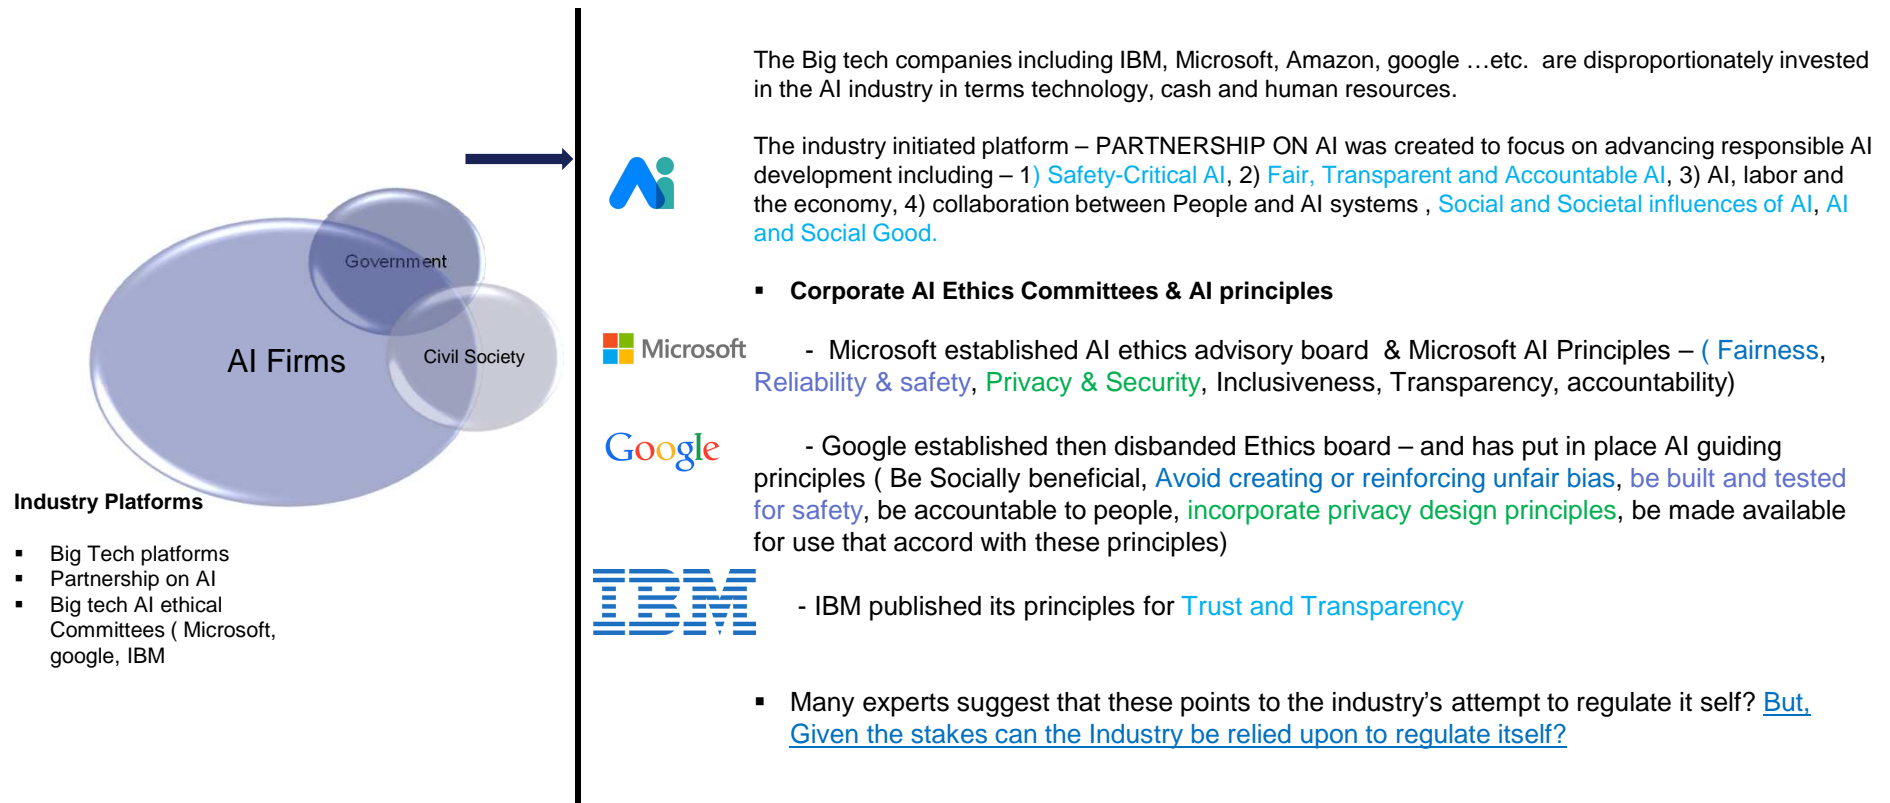 Government
AI Firms
Civil Society
Industry Platforms
▪ Big Tech platforms
▪ Partnership on AI
▪ Big tech AI ethical
Committees ( Microsoft,
google, IBM
The Big tech companies including IBM, Microsoft, Amazon, google …etc. are disproportionately invested
in the AI industry in terms technology, cash and human resources.
The industry initiated platform – PARTNERSHIP ON AI was created to focus on advancing responsible AI
development including – 1) Safety-Critical AI, 2) Fair, Transparent and Accountable AI, 3) AI, labor and
the economy, 4) collaboration between People and AI systems , Social and Societal influences of AI, AI
and Social Good.
▪ Corporate AI Ethics Committees & AI principles
Microsoft
- Microsoft established AI ethics advisory board & Microsoft AI Principles – ( Fairness,
Reliability & safety, Privacy & Security, Inclusiveness, Transparency, accountability)
Google
- Google established then disbanded Ethics board – and has put in place AI guiding
principles ( Be Socially beneficial, Avoid creating or reinforcing unfair bias, be built and tested
for safety, be accountable to people, incorporate privacy design principles, be made available
for use that accord with these principles)
IBM
- IBM published its principles for Trust and Transparency
▪ Many experts suggest that these points to the industry’s attempt to regulate it self? But,
Given the stakes can the Industry be relied upon to regulate itself?